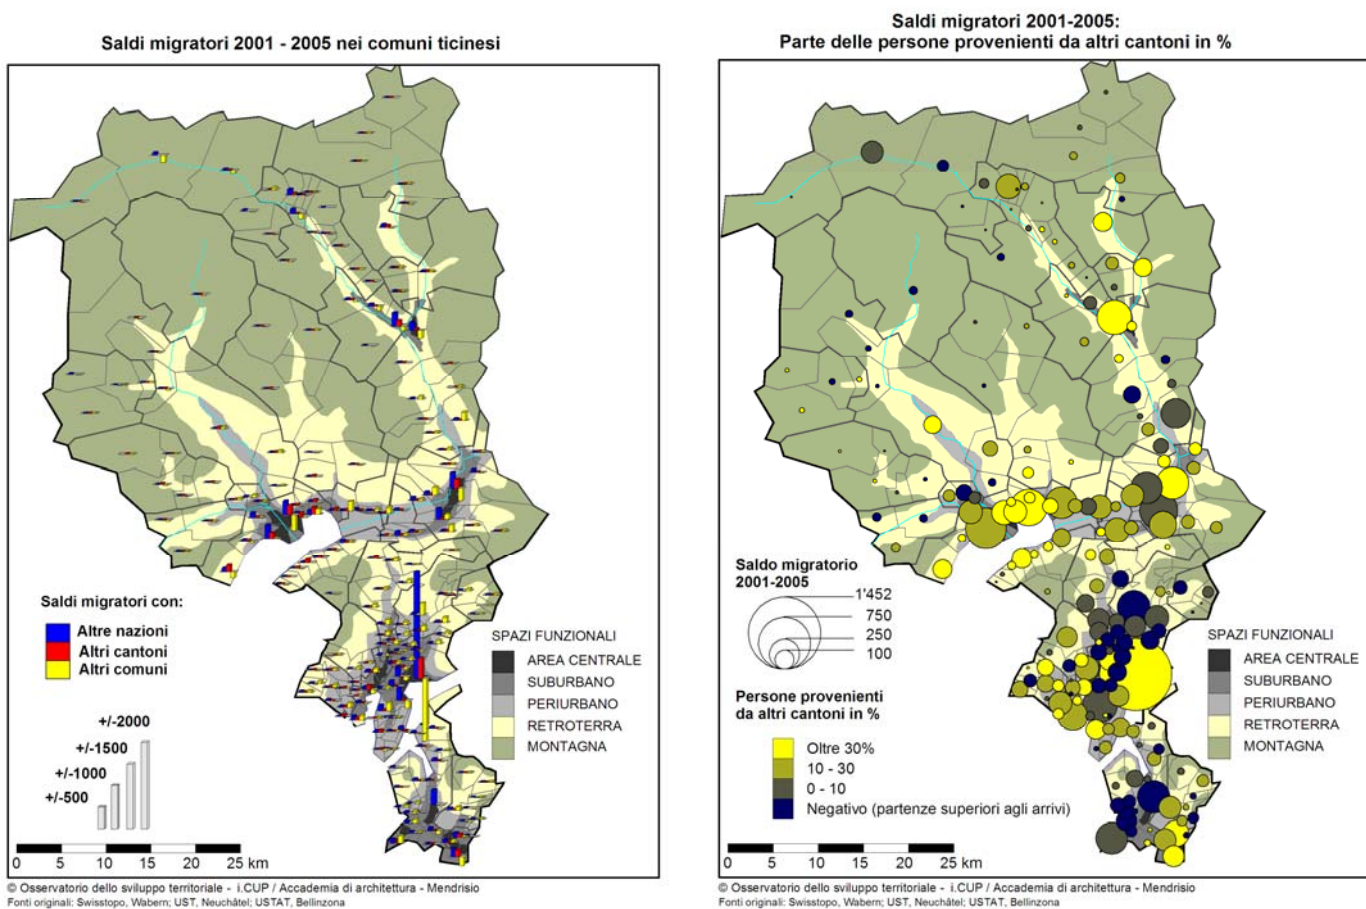 Saldi migratori 2001 - 2005 nei comuni ticinesi
Saldi migratori con:
Altre nazioni
Altri cantoni
Altri comuni
+/-2000
+/-1500
+/-1000
+/-500
SPAZI FUNZIONALI
AREA CENTRALE
SUBURBANO
PERIURBANO
RETROTERRA
MONTAGNA
0 5 10 15 20 25 km
© Osservatorio dello sviluppo territoriale - i.CUP / Accademia di architettura - Mendrisio
Fonti originali: Swisstopo, Wabern; UST, Neuchâtel; USTAT, Bellinzona
Saldi migratori 2001-2005:
Parte delle persone provenienti da altri cantoni in %
Saldo migratorio
2001-2005
1'452
750
250
100
Persone provenienti
da altri cantoni in %
Oltre 30%
10 - 30
0 - 10
Negativo (partenze superiori agli arrivi)
SPAZI FUNZIONALI
AREA CENTRALE
SUBURBANO
PERIURBANO
RETROTERRA
MONTAGNA
0 5 10 15 20 25 km
© Osservatorio dello sviluppo territoriale - i.CUP / Accademia di architettura - Mendrisio
Fonti originali: Swisstopo, Wabern; UST, Neuchâtel; USTAT, Bellinzona